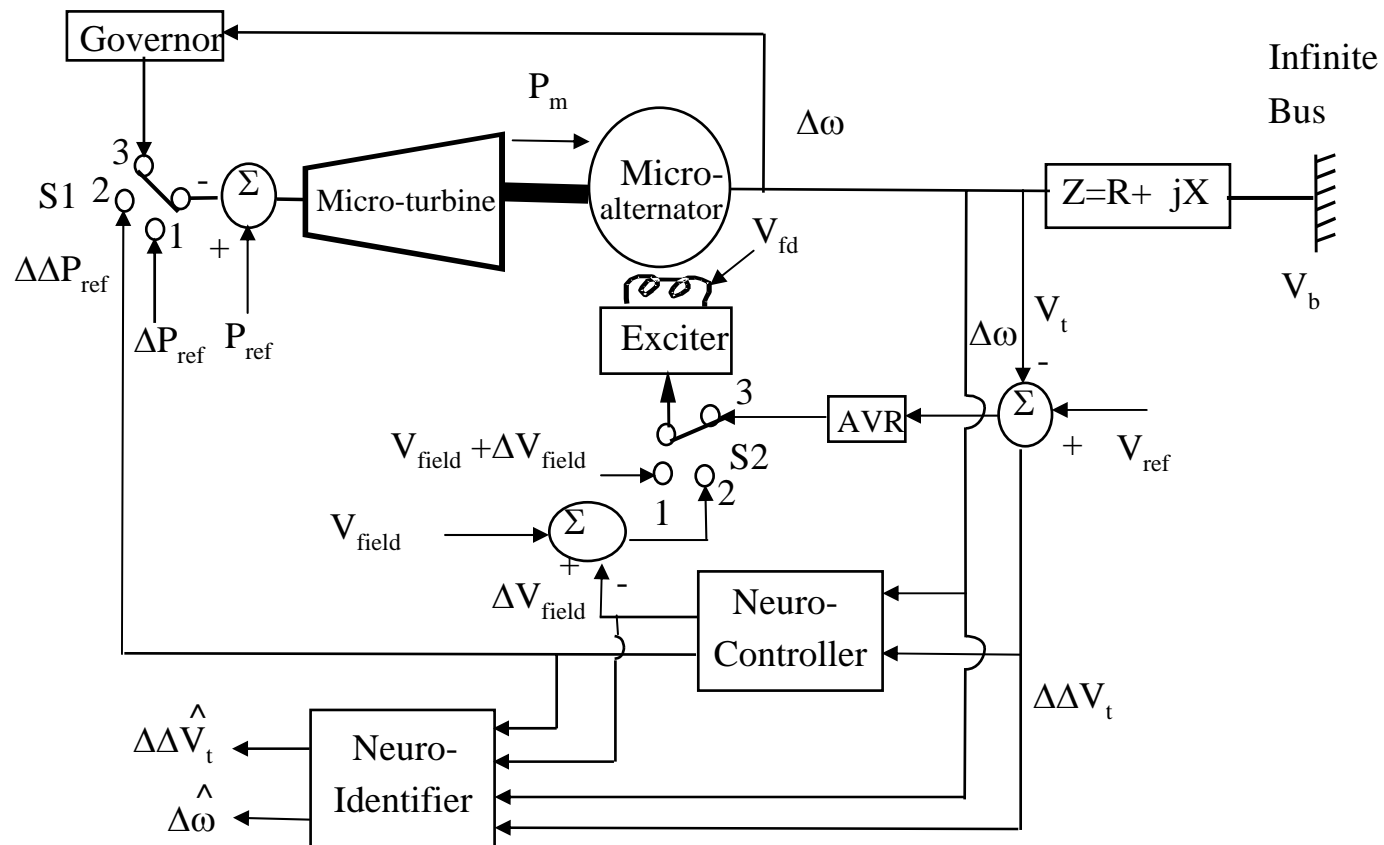 Governor
Infinite
Bus
P_m
Δω
3
2
S1
1
-
Σ
+
Micro-turbine
Micro-
alternator
Z=R+ jX
V_fd
V_b
ΔΔP_ref
ΔP_ref
P_ref
Exciter
Δω
V_t
-
Σ
+
V_ref
AVR
3
S2
V_field +ΔV_field
1
2
V_field
Σ
+
-
ΔV_field
Neuro-
Controller
ΔΔV_t
ΔΔV̂_t
Δω̂
Neuro-
Identifier